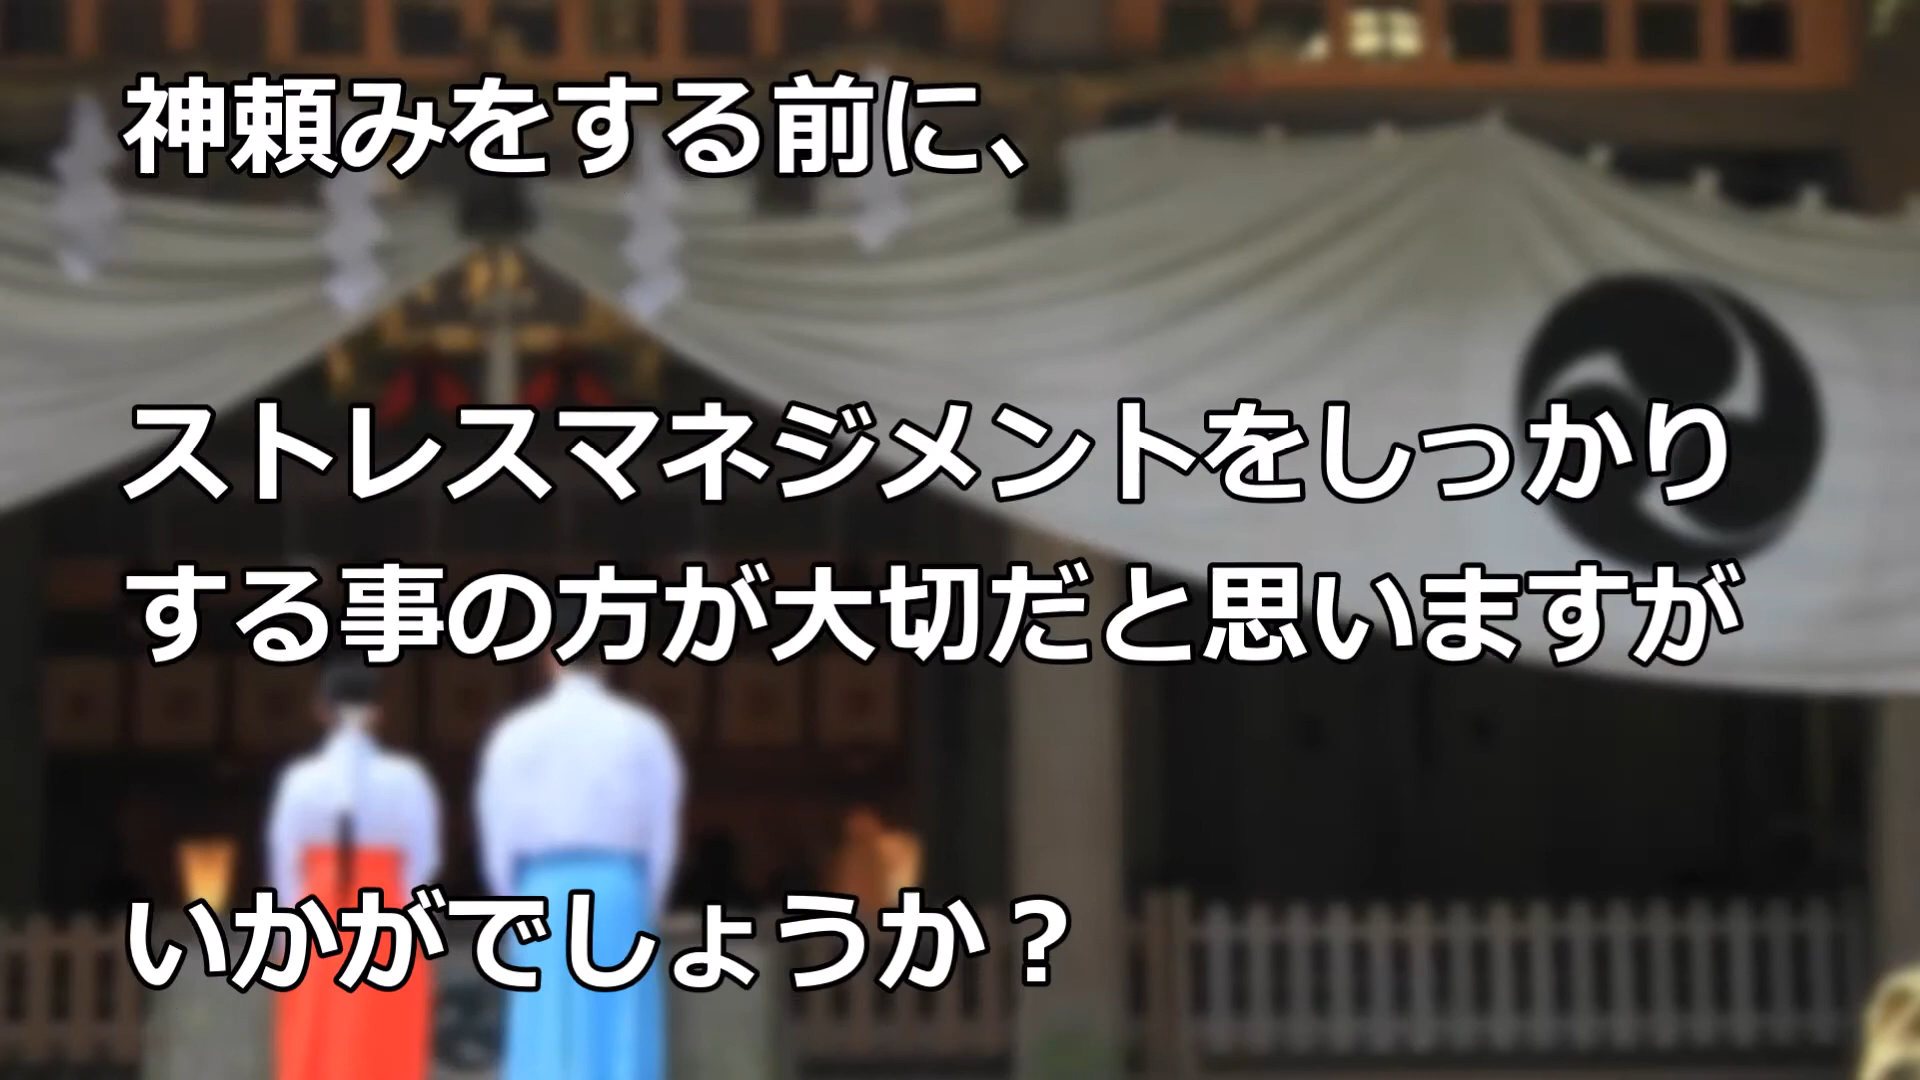 神頼みをする前に、
ストレスマネジメントをしっかり
する事の方が大切だと思いますが
いかがでしょうか？